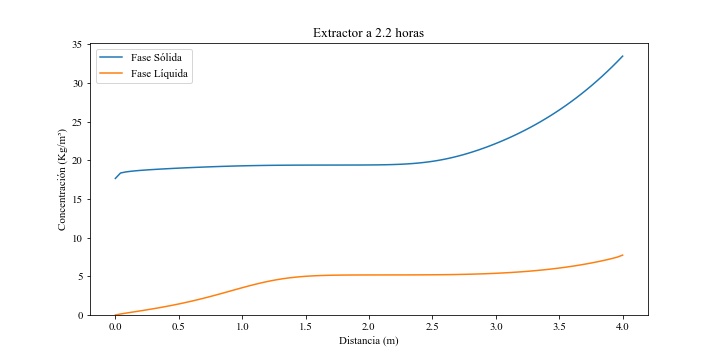 Extractor a 2.2 horas
Fase Sólida
Fase Líquida
Concentración (Kg/m³)
35
30
25
20
15
10
5
0
0.0 0.5 1.0 1.5 2.0 2.5 3.0 3.5 4.0
Distancia (m)